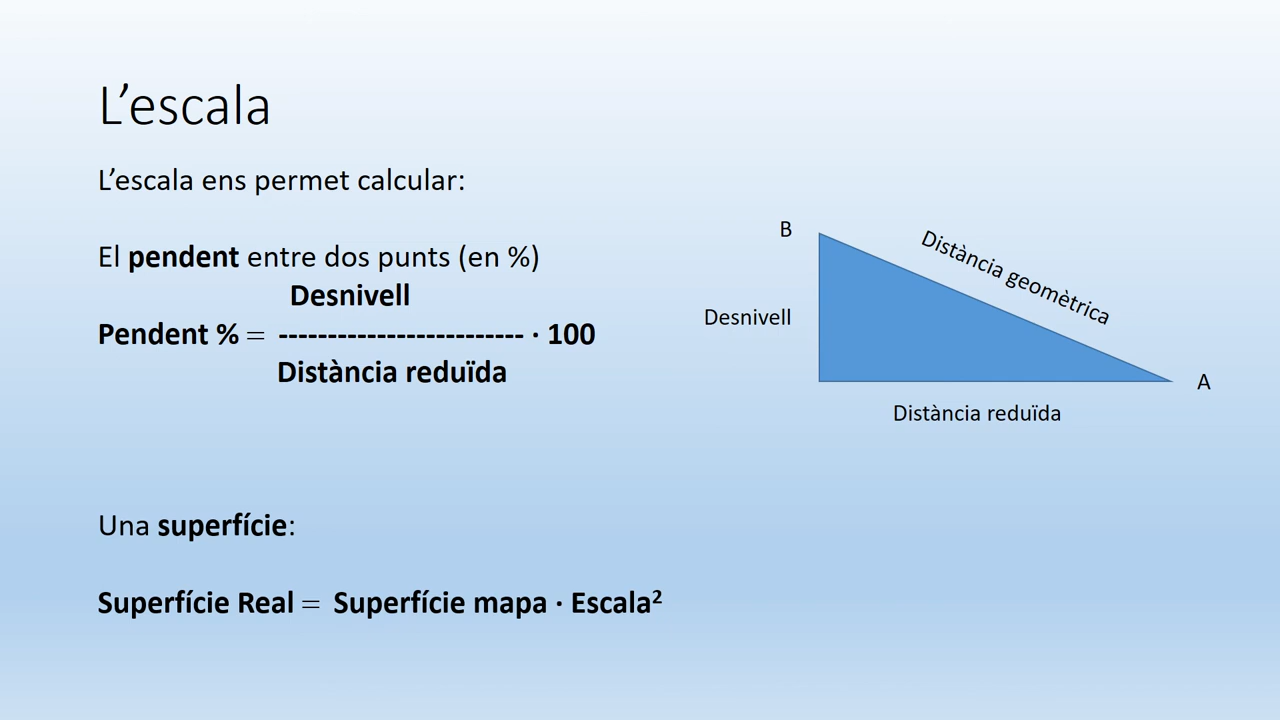 L’escala
L’escala ens permet calcular:
El pendent entre dos punts (en %)
Desnivell
Pendent % = ------------------------- · 100
Distància reduïda
Una superfície:
Superfície Real = Superfície mapa · Escala²
B
Distància geomètrica
Desnivell
A
Distància reduïda